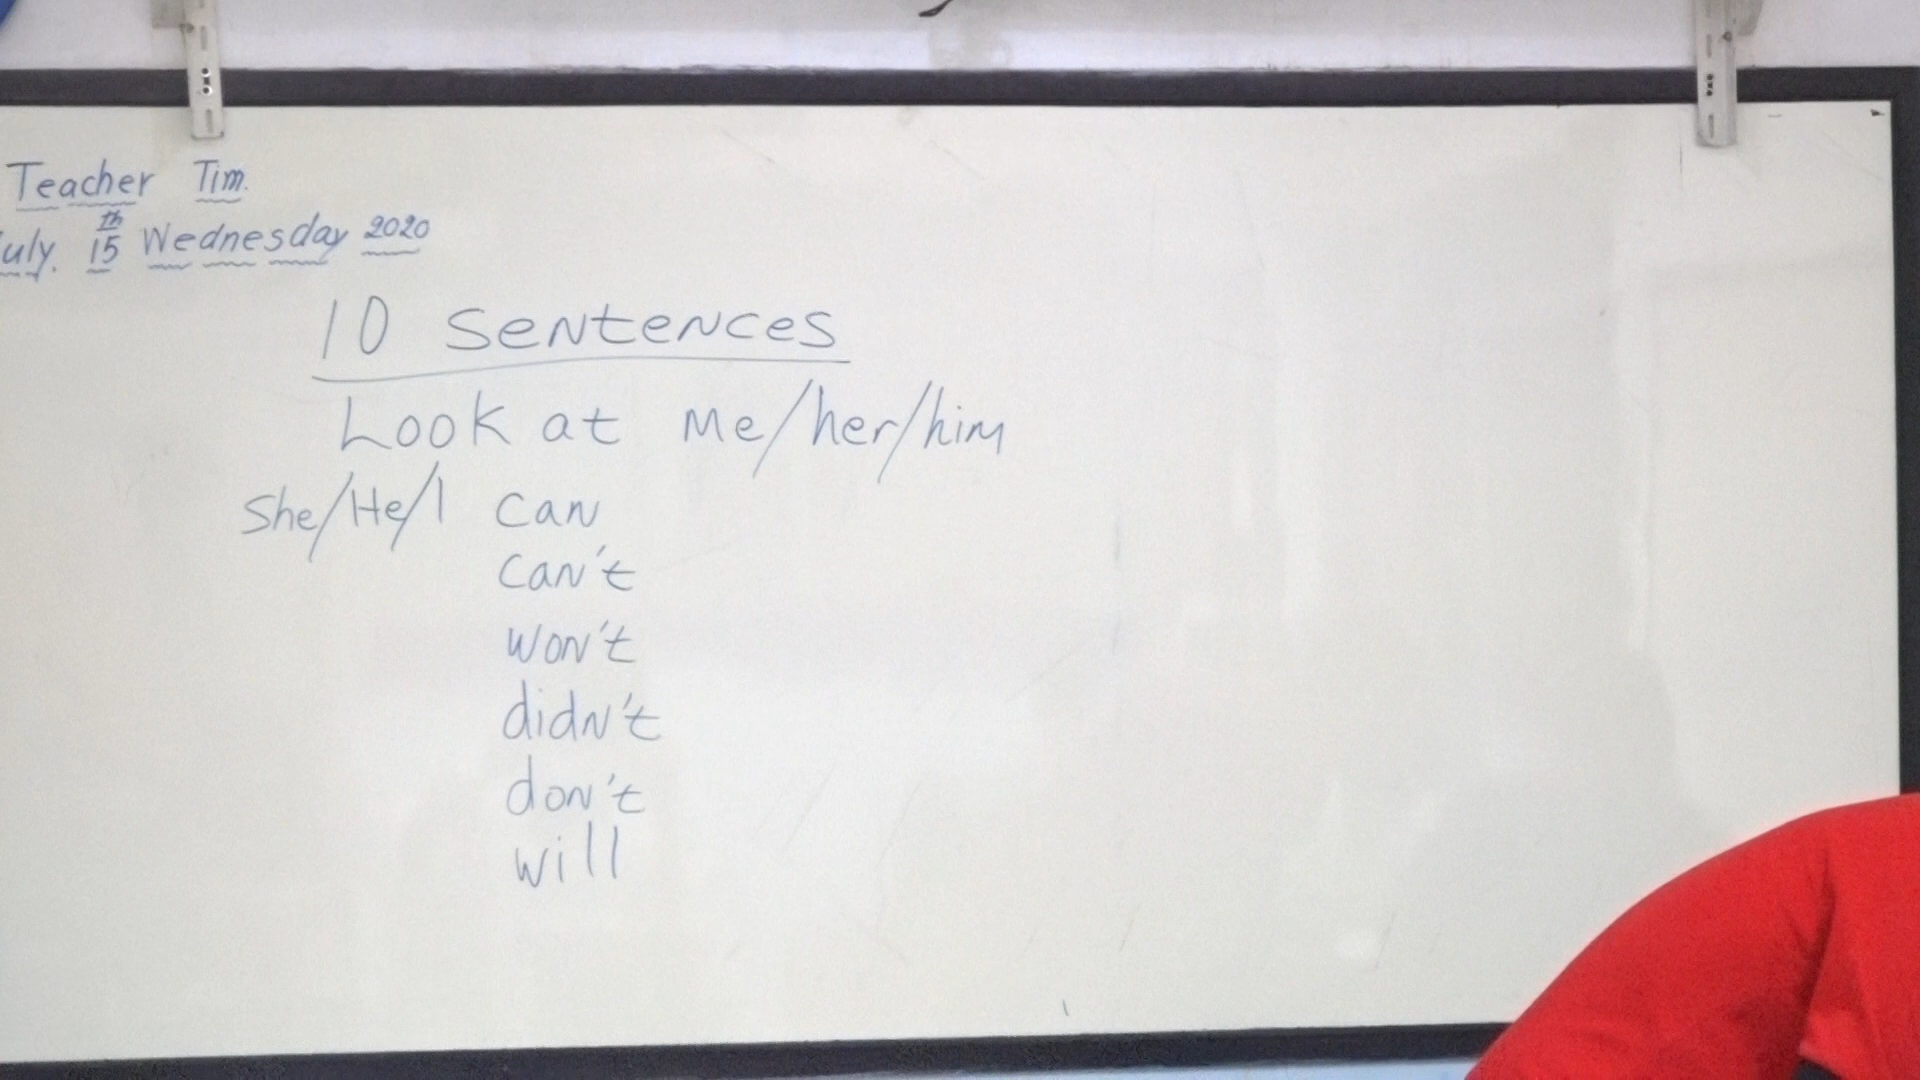 Teacher Tim.
uly. 15th Wednesday 2020
10 Sentences
Look at Me/her/him
She/He/I can
can't
won't
didn't
don't
will